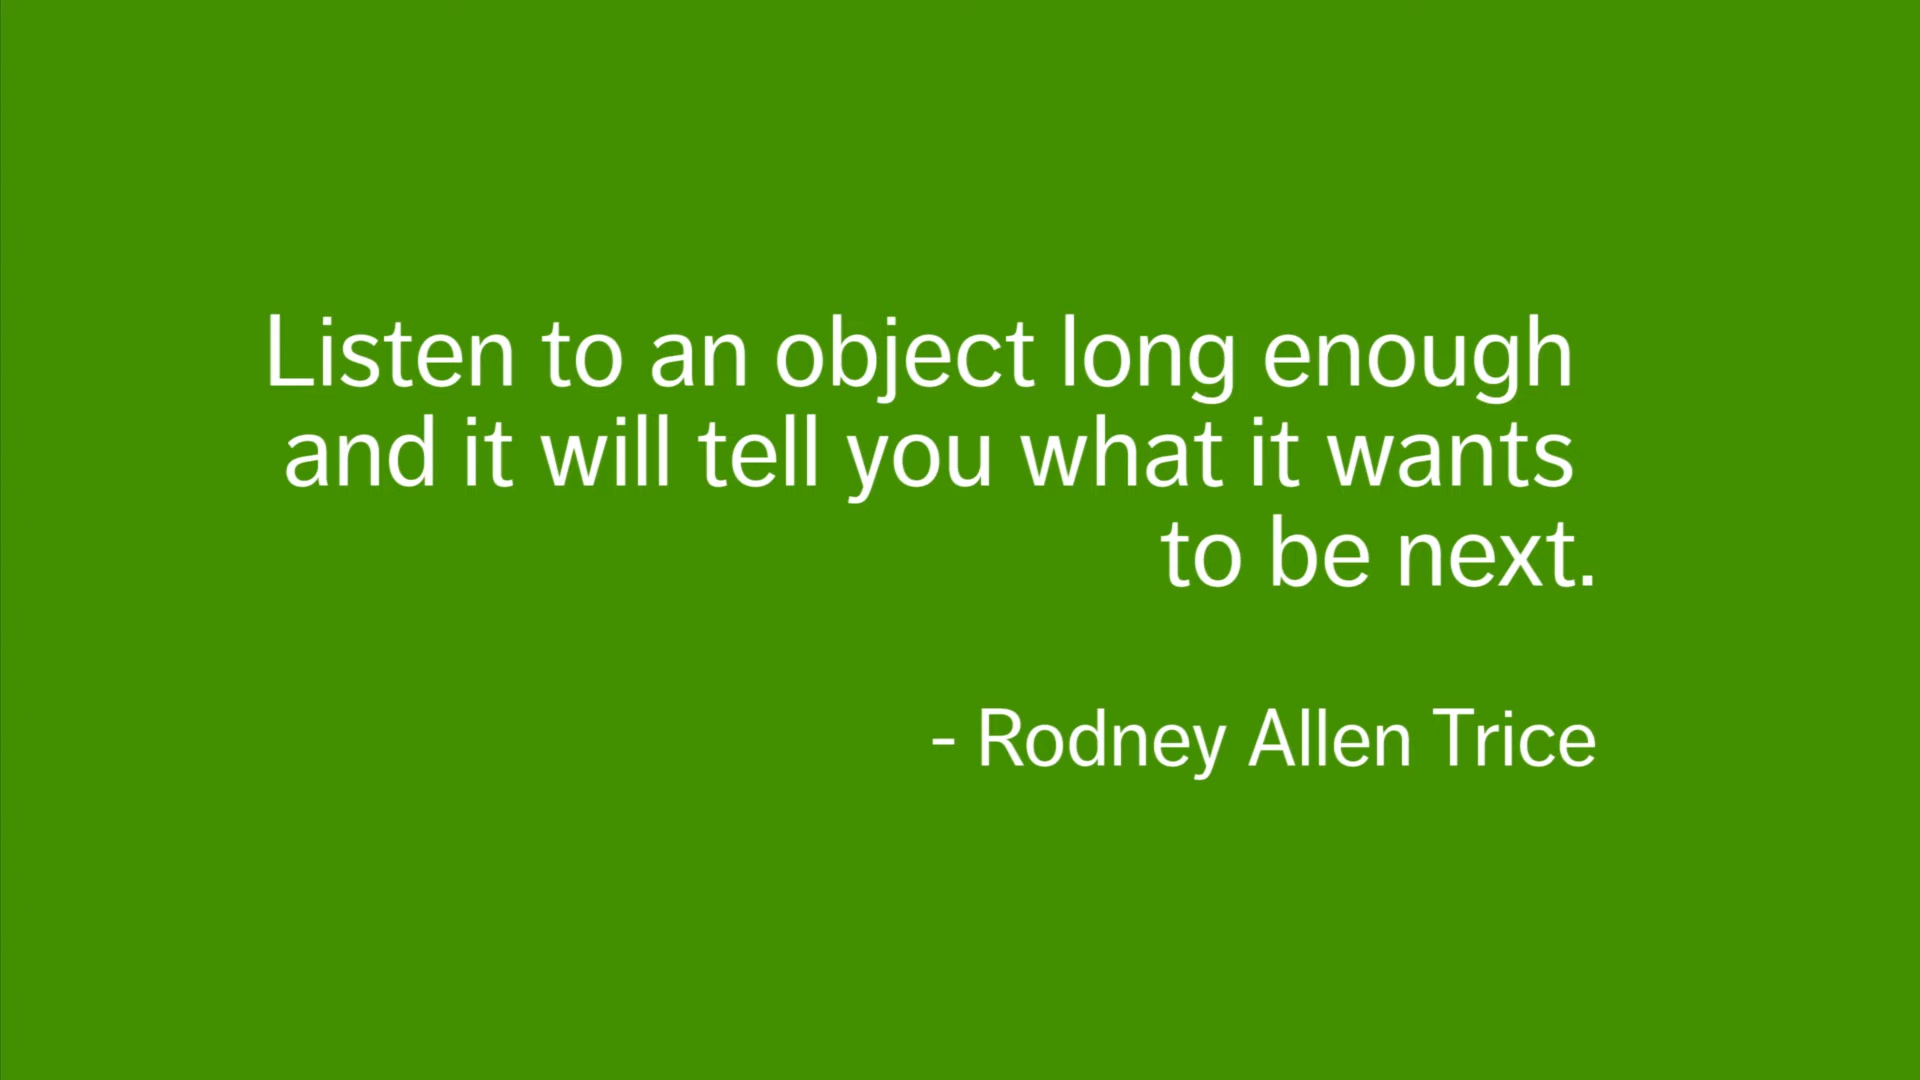 Listen to an object long enough
and it will tell you what it wants
to be next.
- Rodney Allen Trice